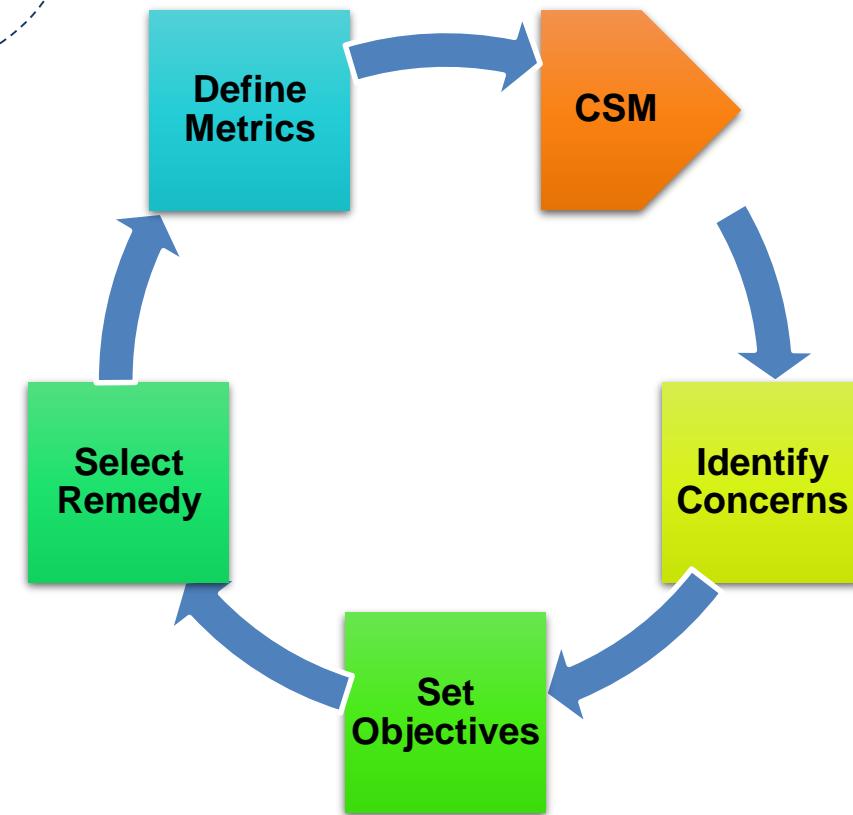 Define
Metrics
CSM
Identify
Concerns
Set
Objectives
Select
Remedy